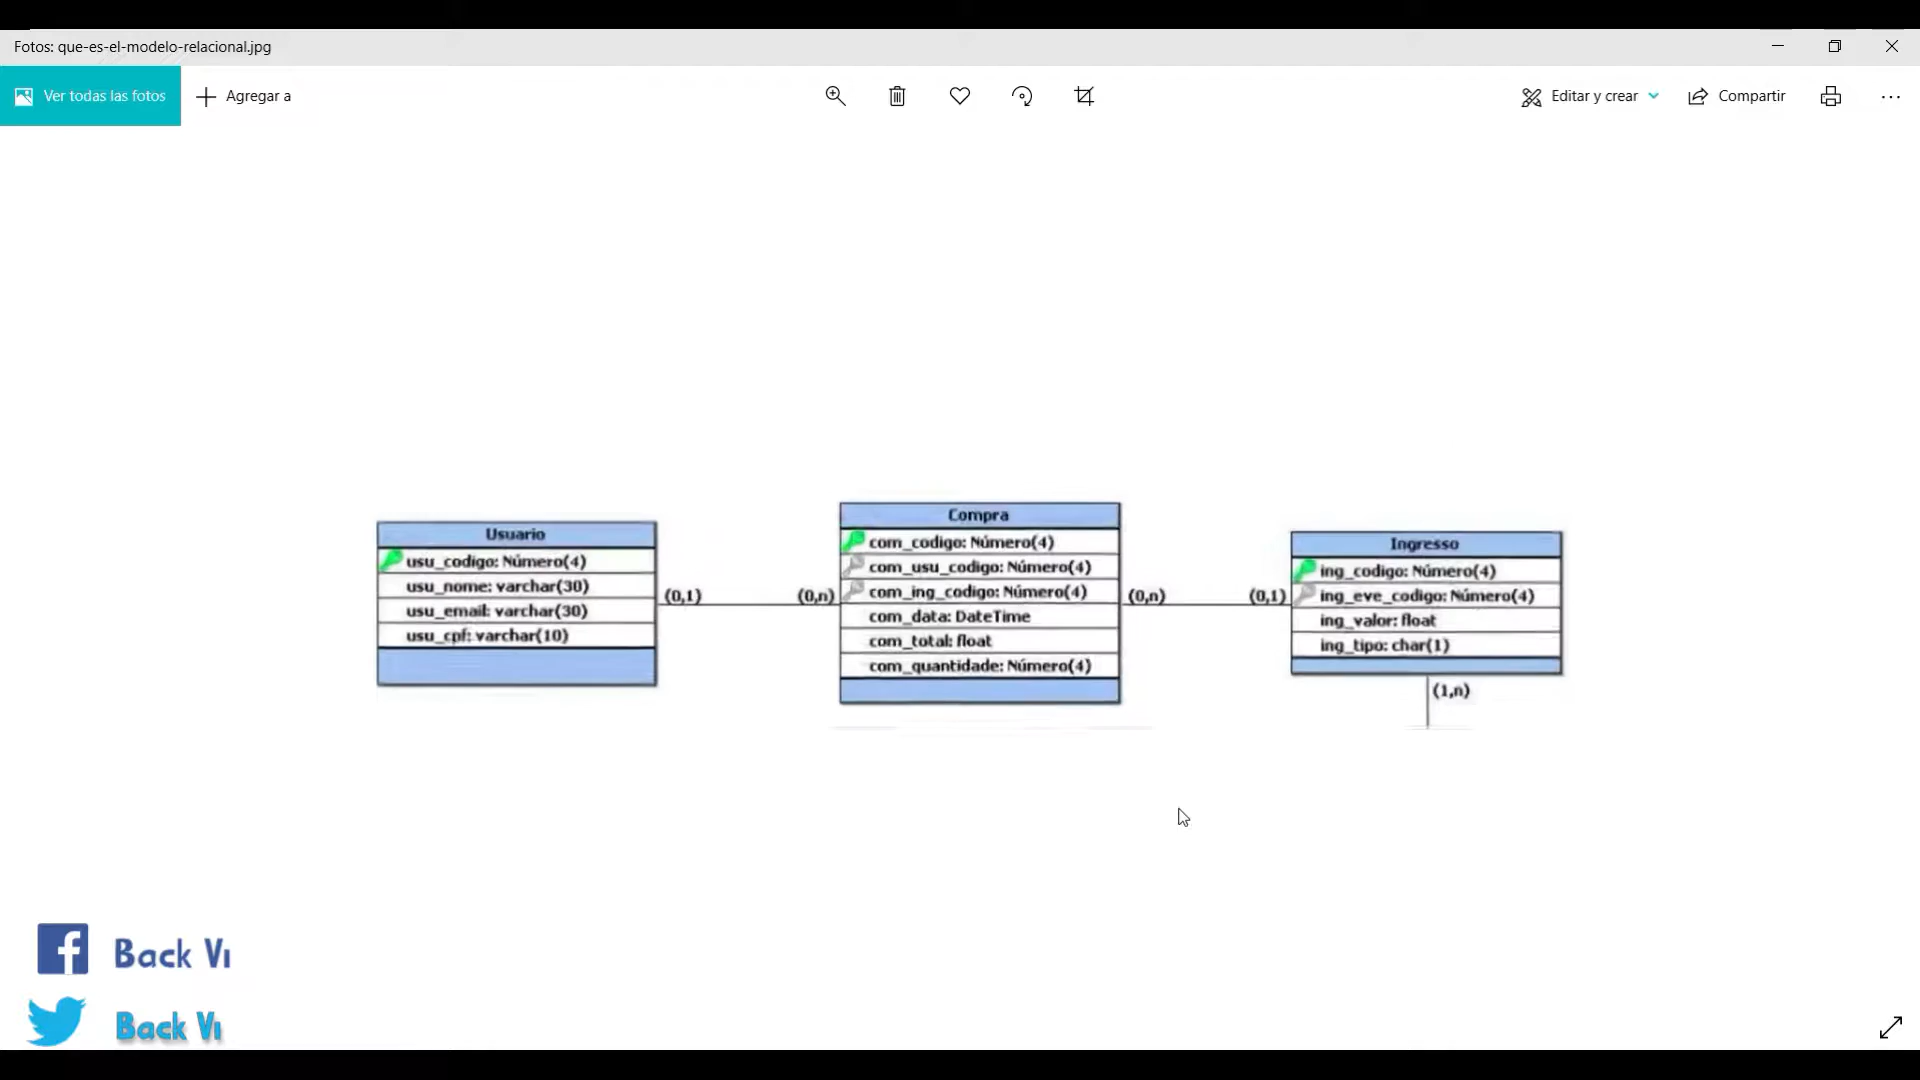 Fotos: que-es-el-modelo-relacional.jpg
Ver todas las fotos
Agregar a
Editar y crear
Compartir
Usuario
usu_codigo: Número(4)
usu_nome: varchar(30)
usu_email: varchar(30)
usu_cpf: varchar(10)
(0,1)
(0,n)
Compra
com_codigo: Número(4)
com_usu_codigo: Número(4)
com_ing_codigo: Número(4)
com_data: DateTime
com_total: float
com_quantidade: Número(4)
(0,n)
(0,1)
Ingresso
ing_codigo: Número(4)
ing_eve_codigo: Número(4)
ing_valor: float
ing_tipo: char(1)
(1,n)
Back Vi
Back Vi